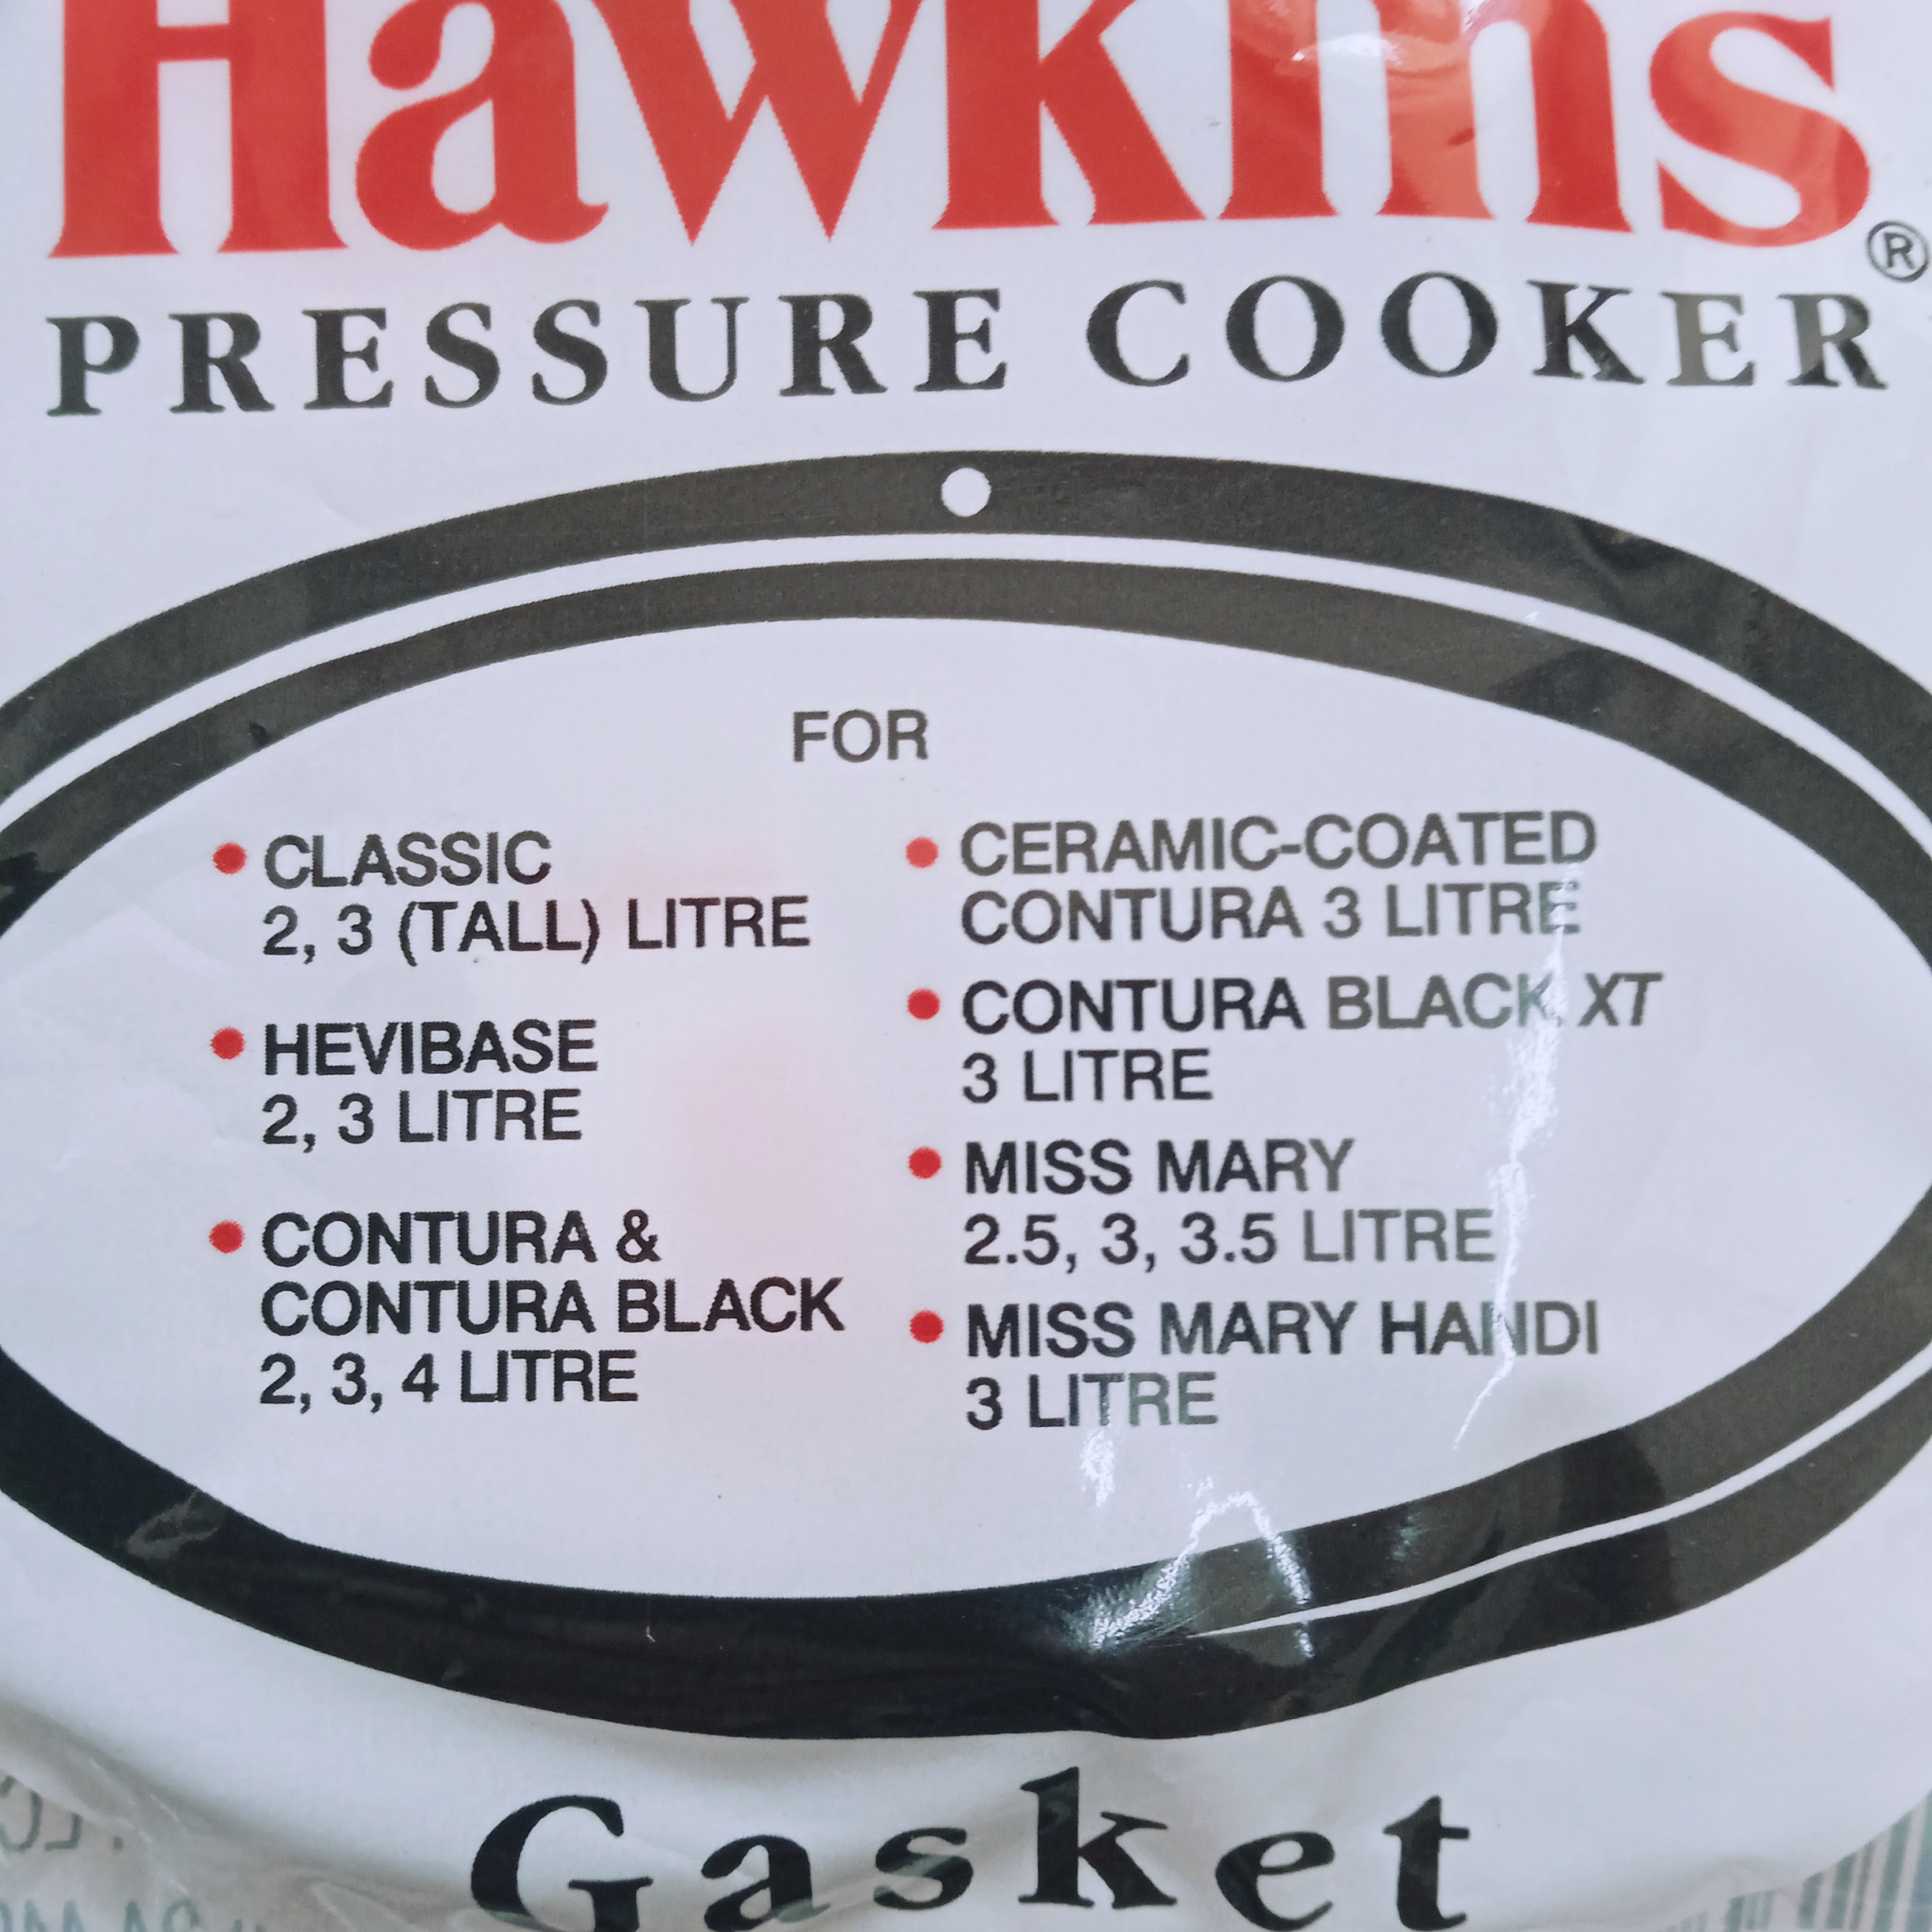 Hawkins®
PRESSURE COOKER
FOR
• CLASSIC
2, 3 (TALL) LITRE
• HEVIBASE
2, 3 LITRE
• CONTURA &
CONTURA BLACK
2, 3, 4 LITRE
• CERAMIC-COATED
CONTURA 3 LITRE
• CONTURA BLACK XT
3 LITRE
• MISS MARY
2.5, 3, 3.5 LITRE
• MISS MARY HANDI
3 LITRE
Gasket